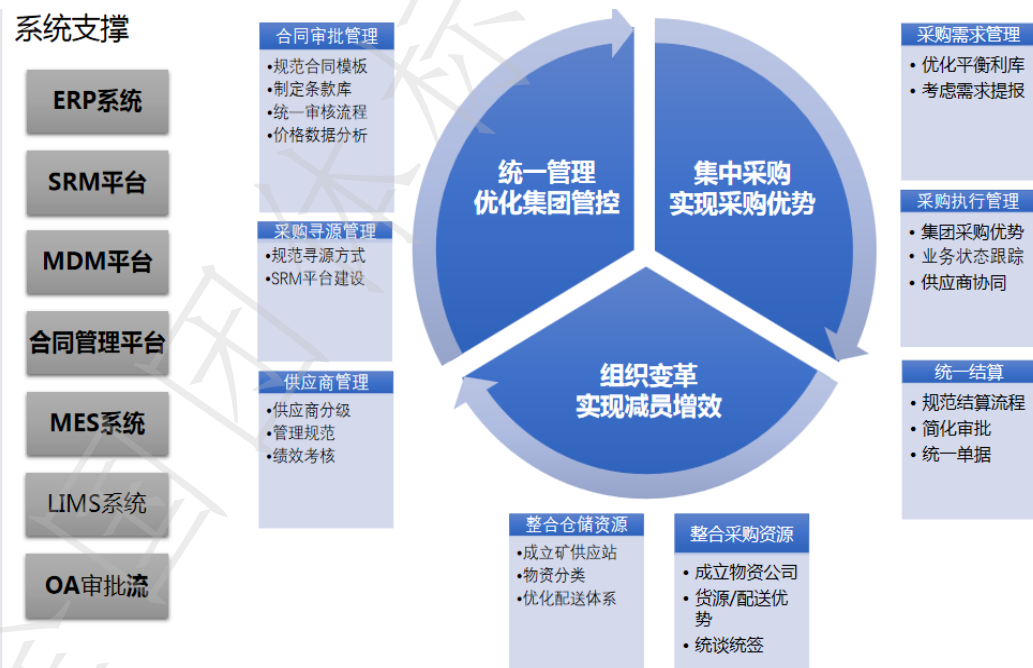 系统支撑
ERP系统
SRM平台
MDM平台
合同管理平台
MES系统
LIMS系统
OA审批流
合同审批管理
•规范合同模板
•制定条款库
•统一审核流程
•价格数据分析
采购寻源管理
•规范寻源方式
•SRM平台建设
供应商管理
•供应商分级
•管理规范
•绩效考核
统一管理
优化集团管控
集中采购
实现采购优势
组织变革
实现减员增效
整合仓储资源
•成立矿供应站
•物资分类
•优化配送体系
整合采购资源
• 成立物资公司
• 货源/配送优
势
• 统谈统签
采购需求管理
• 优化平衡利库
• 考虑需求提报
采购执行管理
• 集团采购优势
• 业务状态跟踪
• 供应商协同
统一结算
• 规范结算流程
• 简化审批
• 统一单据